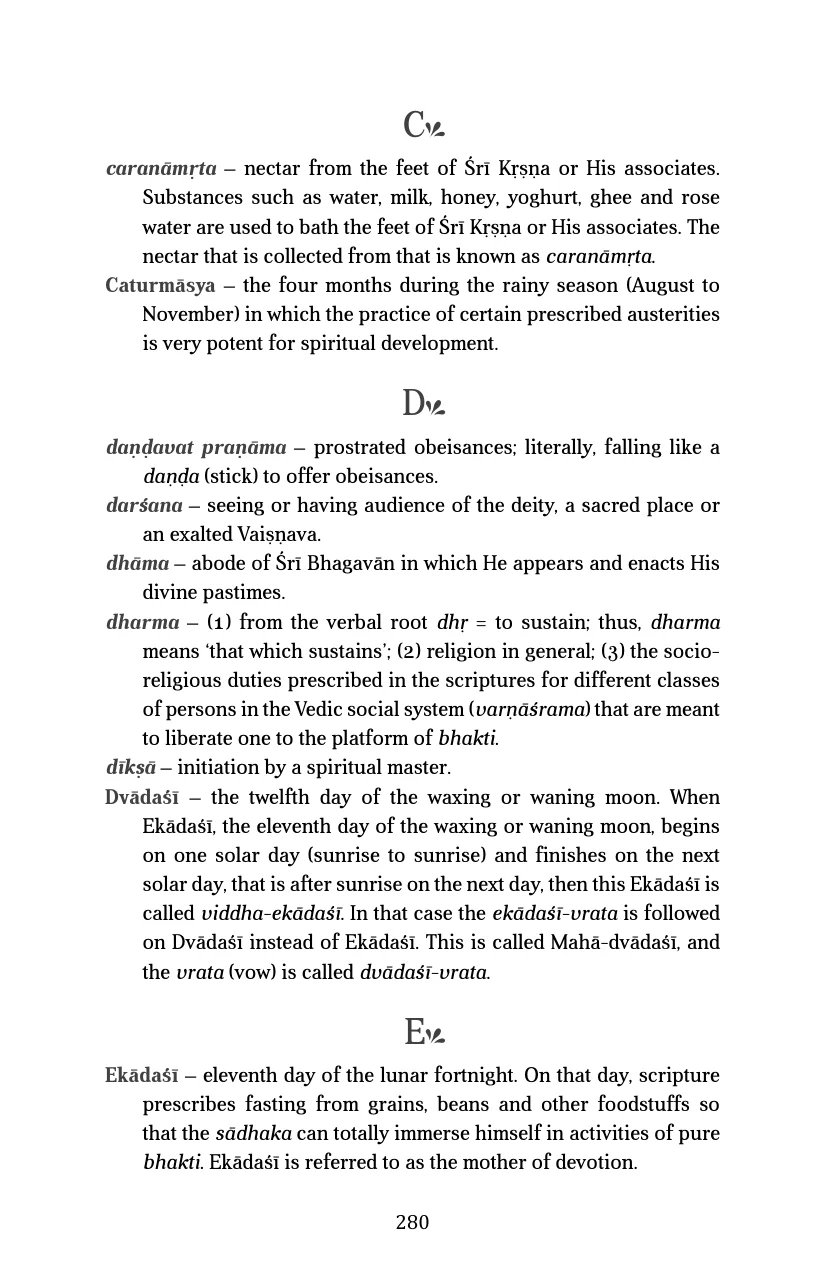 C
caranāmṛta – nectar from the feet of Śrī Kṛṣṇa or His associates.
Substances such as water, milk, honey, yoghurt, ghee and rose
water are used to bath the feet of Śrī Kṛṣṇa or His associates. The
nectar that is collected from that is known as caranāmṛta.
Caturmāsya – the four months during the rainy season (August to
November) in which the practice of certain prescribed austerities
is very potent for spiritual development.
D
daṇḍavat praṇāma – prostrated obeisances; literally, falling like a
daṇḍa (stick) to offer obeisances.
darśana – seeing or having audience of the deity, a sacred place or
an exalted Vaiṣṇava.
dhāma – abode of Śrī Bhagavān in which He appears and enacts His
divine pastimes.
dharma – (1) from the verbal root dhṛ = to sustain; thus, dharma
means ‘that which sustains’; (2) religion in general; (3) the socio-
religious duties prescribed in the scriptures for different classes
of persons in the Vedic social system (varṇāśrama) that are meant
to liberate one to the platform of bhakti.
dīkṣā – initiation by a spiritual master.
Dvādaśī – the twelfth day of the waxing or waning moon. When
Ekādaśī, the eleventh day of the waxing or waning moon, begins
on one solar day (sunrise to sunrise) and finishes on the next
solar day, that is after sunrise on the next day, then this Ekādaśī is
called viddha-ekādaśī. In that case the ekādaśī-vrata is followed
on Dvādaśī instead of Ekādaśī. This is called Mahā-dvādaśī, and
the vrata (vow) is called dvādaśī-vrata.
E
Ekādaśī – eleventh day of the lunar fortnight. On that day, scripture
prescribes fasting from grains, beans and other foodstuffs so
that the sādhaka can totally immerse himself in activities of pure
bhakti. Ekādaśī is referred to as the mother of devotion.
280